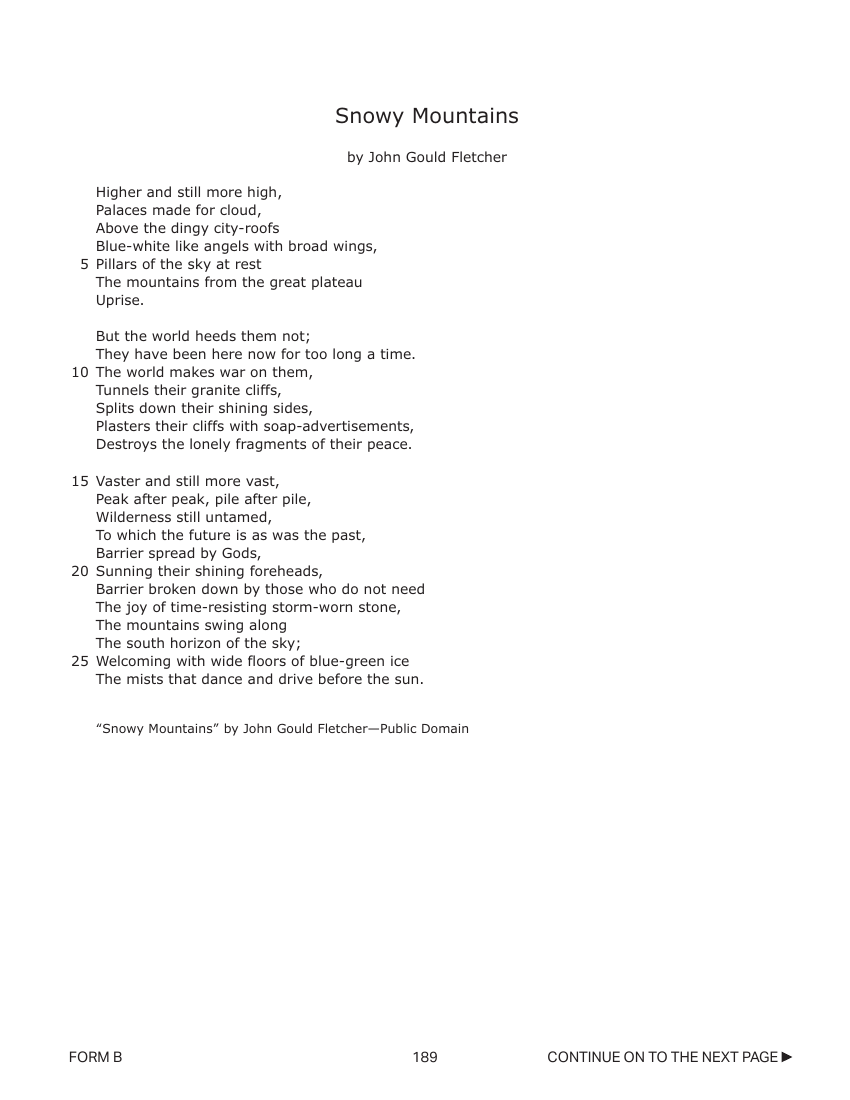 Snowy Mountains
by John Gould Fletcher
Higher and still more high,
Palaces made for cloud,
Above the dingy city-roofs
Blue-white like angels with broad wings,
5 Pillars of the sky at rest
The mountains from the great plateau
Uprise.
But the world heeds them not;
They have been here now for too long a time.
10 The world makes war on them,
Tunnels their granite cliffs,
Splits down their shining sides,
Plasters their cliffs with soap-advertisements,
Destroys the lonely fragments of their peace.
15 Vaster and still more vast,
Peak after peak, pile after pile,
Wilderness still untamed,
To which the future is as was the past,
Barrier spread by Gods,
20 Sunning their shining foreheads,
Barrier broken down by those who do not need
The joy of time-resisting storm-worn stone,
The mountains swing along
The south horizon of the sky;
25 Welcoming with wide floors of blue-green ice
The mists that dance and drive before the sun.
“Snowy Mountains” by John Gould Fletcher—Public Domain
FORM B 189 CONTINUE ON TO THE NEXT PAGE ►